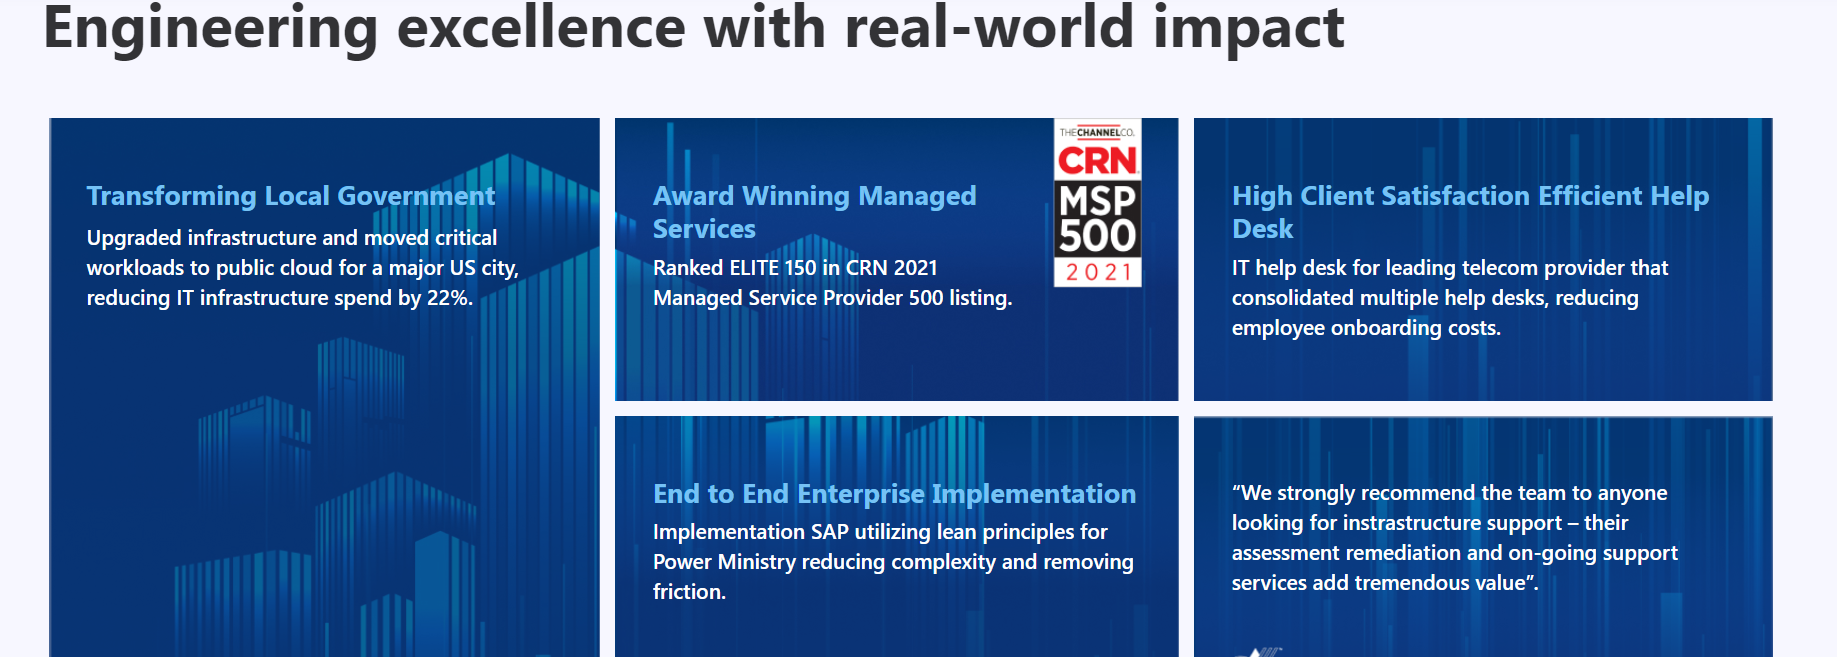 Engineering excellence with real-world impact
Transforming Local Government
Upgraded infrastructure and moved critical
workloads to public cloud for a major US city,
reducing IT infrastructure spend by 22%.
Award Winning Managed
Services
Ranked ELITE 150 in CRN 2021
Managed Service Provider 500 listing.
THE CHANNEL CO.
CRN
MSP
500
2021
High Client Satisfaction Efficient Help
Desk
IT help desk for leading telecom provider that
consolidated multiple help desks, reducing
employee onboarding costs.
End to End Enterprise Implementation
Implementation SAP utilizing lean principles for
Power Ministry reducing complexity and removing
friction.
“We strongly recommend the team to anyone
looking for instrastructure support – their
assessment remediation and on-going support
services add tremendous value”.